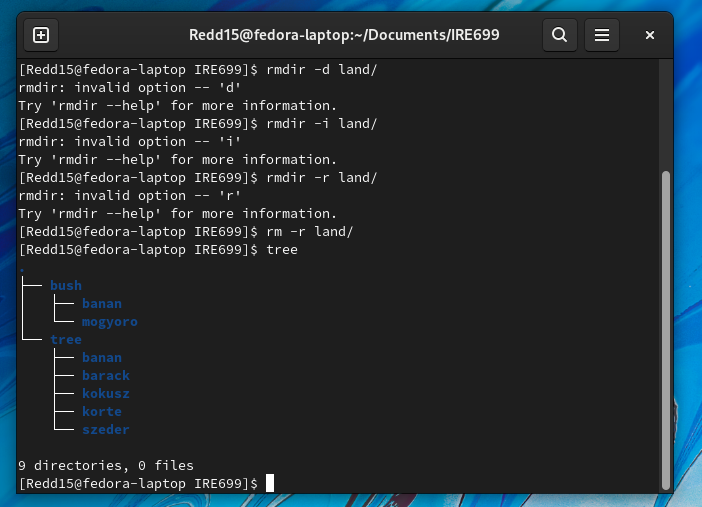 Redd15@fedora-laptop:~/Documents/IRE699
[Redd15@fedora-laptop IRE699]$ rmdir -d land/
rmdir: invalid option -- 'd'
Try 'rmdir --help' for more information.
[Redd15@fedora-laptop IRE699]$ rmdir -i land/
rmdir: invalid option -- 'i'
Try 'rmdir --help' for more information.
[Redd15@fedora-laptop IRE699]$ rmdir -r land/
rmdir: invalid option -- 'r'
Try 'rmdir --help' for more information.
[Redd15@fedora-laptop IRE699]$ rm -r land/
[Redd15@fedora-laptop IRE699]$ tree
.
├── bush
│   ├── banan
│   └── mogyoro
└── tree
    ├── banan
    ├── barack
    ├── kokusz
    ├── korte
    └── szeder
9 directories, 0 files
[Redd15@fedora-laptop IRE699]$